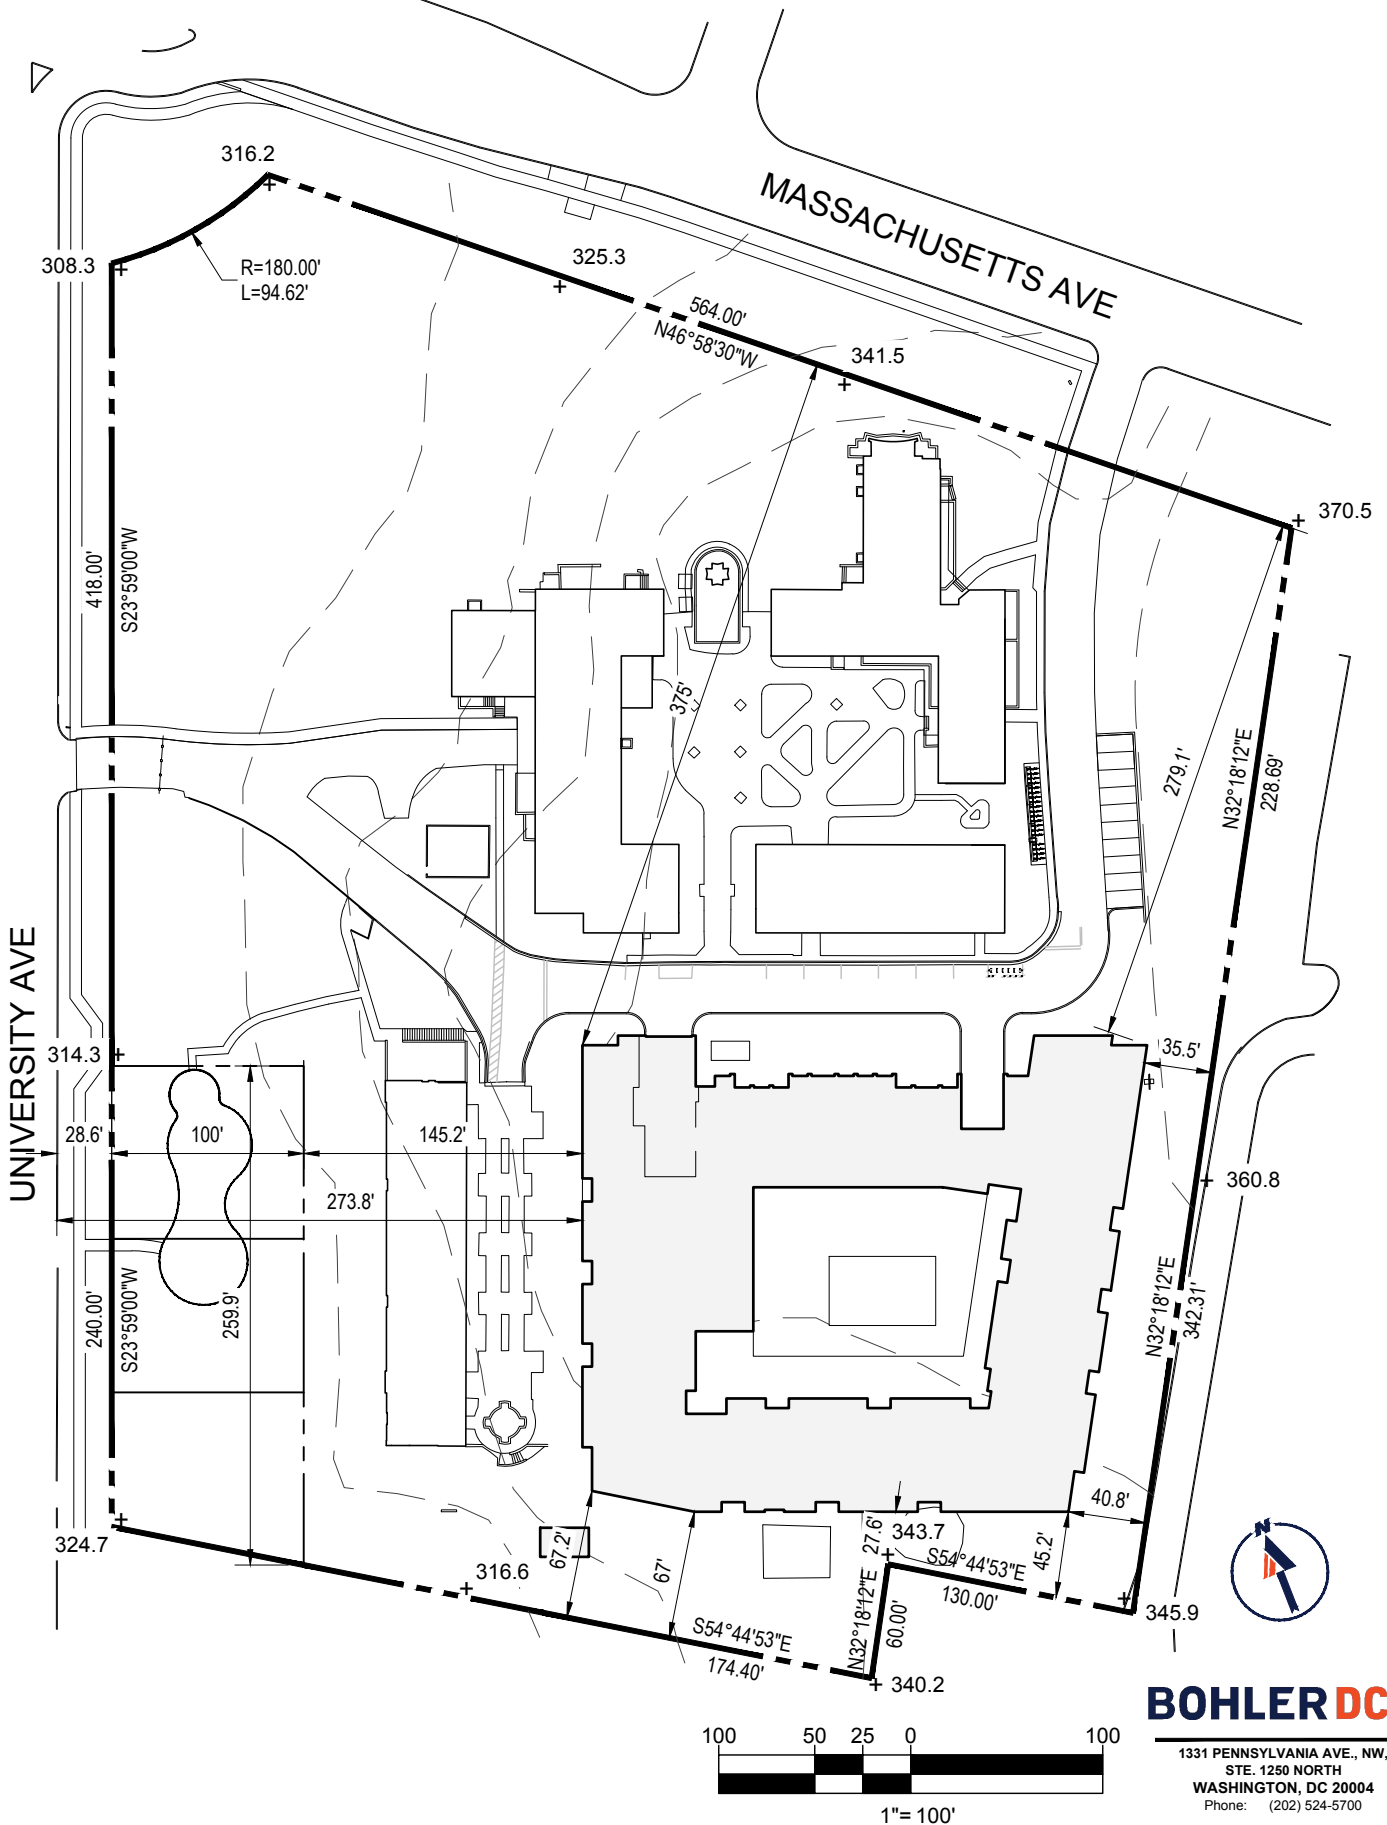 316.2
308.3
R=180.00'
L=94.62'
325.3
MASSACHUSETTS AVE
564.00'
N46°58'30"W
341.5
370.5
418.00'
S23°59'00"W
375'
279.1'
N32°18'12"E
228.69'
UNIVERSITY AVE
314.3
35.5'
28.6'
100'
145.2'
273.8'
360.8
240.00'
S23°59'00"W
259.9'
N32°18'12"E
342.31'
40.8'
324.7
316.6
67.2'
67'
27.6'
343.7
S54°44'53"E
130.00'
45.2'
345.9
N32°18'12"E
60.00'
S54°44'53"E
174.40'
340.2
N
BOHLER DC
1331 PENNSYLVANIA AVE., NW,
STE. 1250 NORTH
WASHINGTON, DC 20004
Phone: (202) 524-5700
100 50 25 0 100
1"= 100'